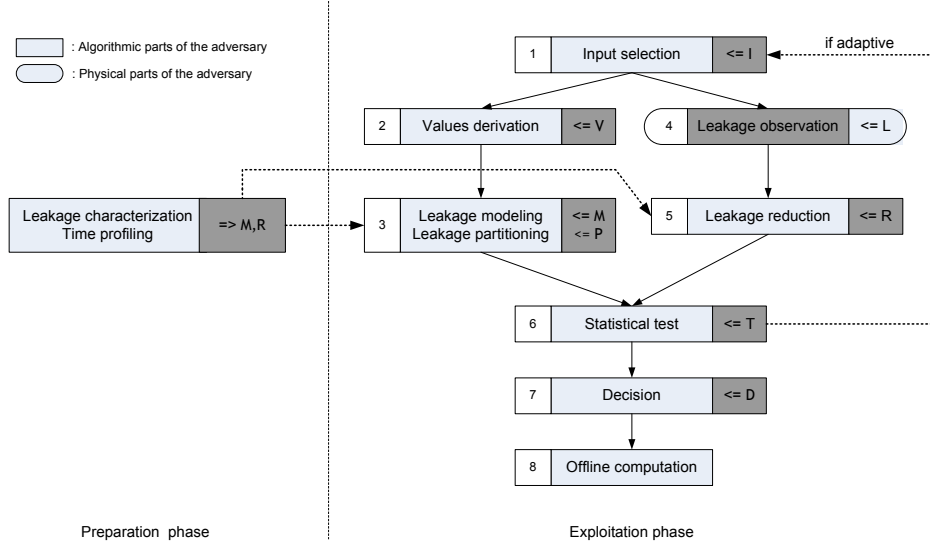 : Algorithmic parts of the adversary
: Physical parts of the adversary
1 Input selection <= I
if adaptive
2 Values derivation <= V
4 Leakage observation <= L
Leakage characterization
Time profiling
=> M,R
3 Leakage modeling <= M
Leakage partitioning <= P
5 Leakage reduction <= R
6 Statistical test <= T
7 Decision <= D
8 Offline computation
Preparation phase
Exploitation phase